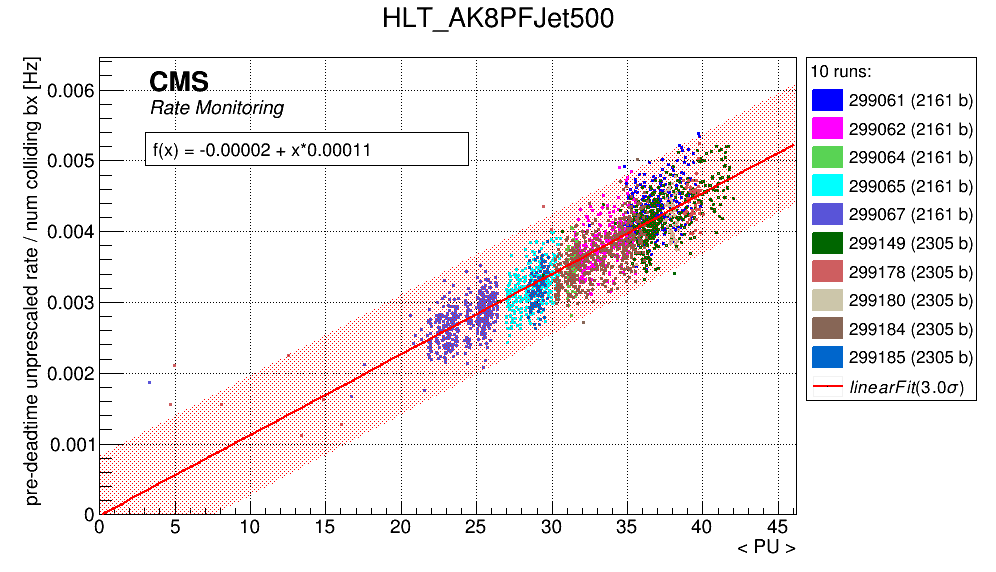 HLT_AK8PFJet500
pre-deadtime unprescaled rate / num colliding bx [Hz]
CMS
Rate Monitoring
f(x) = -0.00002 + x*0.00011
0.006
0.005
0.004
0.003
0.002
0.001
0
0 5 10 15 20 25 30 35 40 45
< PU >
10 runs:
299061 (2161 b)
299062 (2161 b)
299064 (2161 b)
299065 (2161 b)
299067 (2161 b)
299149 (2305 b)
299178 (2305 b)
299180 (2305 b)
299184 (2305 b)
299185 (2305 b)
linearFit(3.0σ)